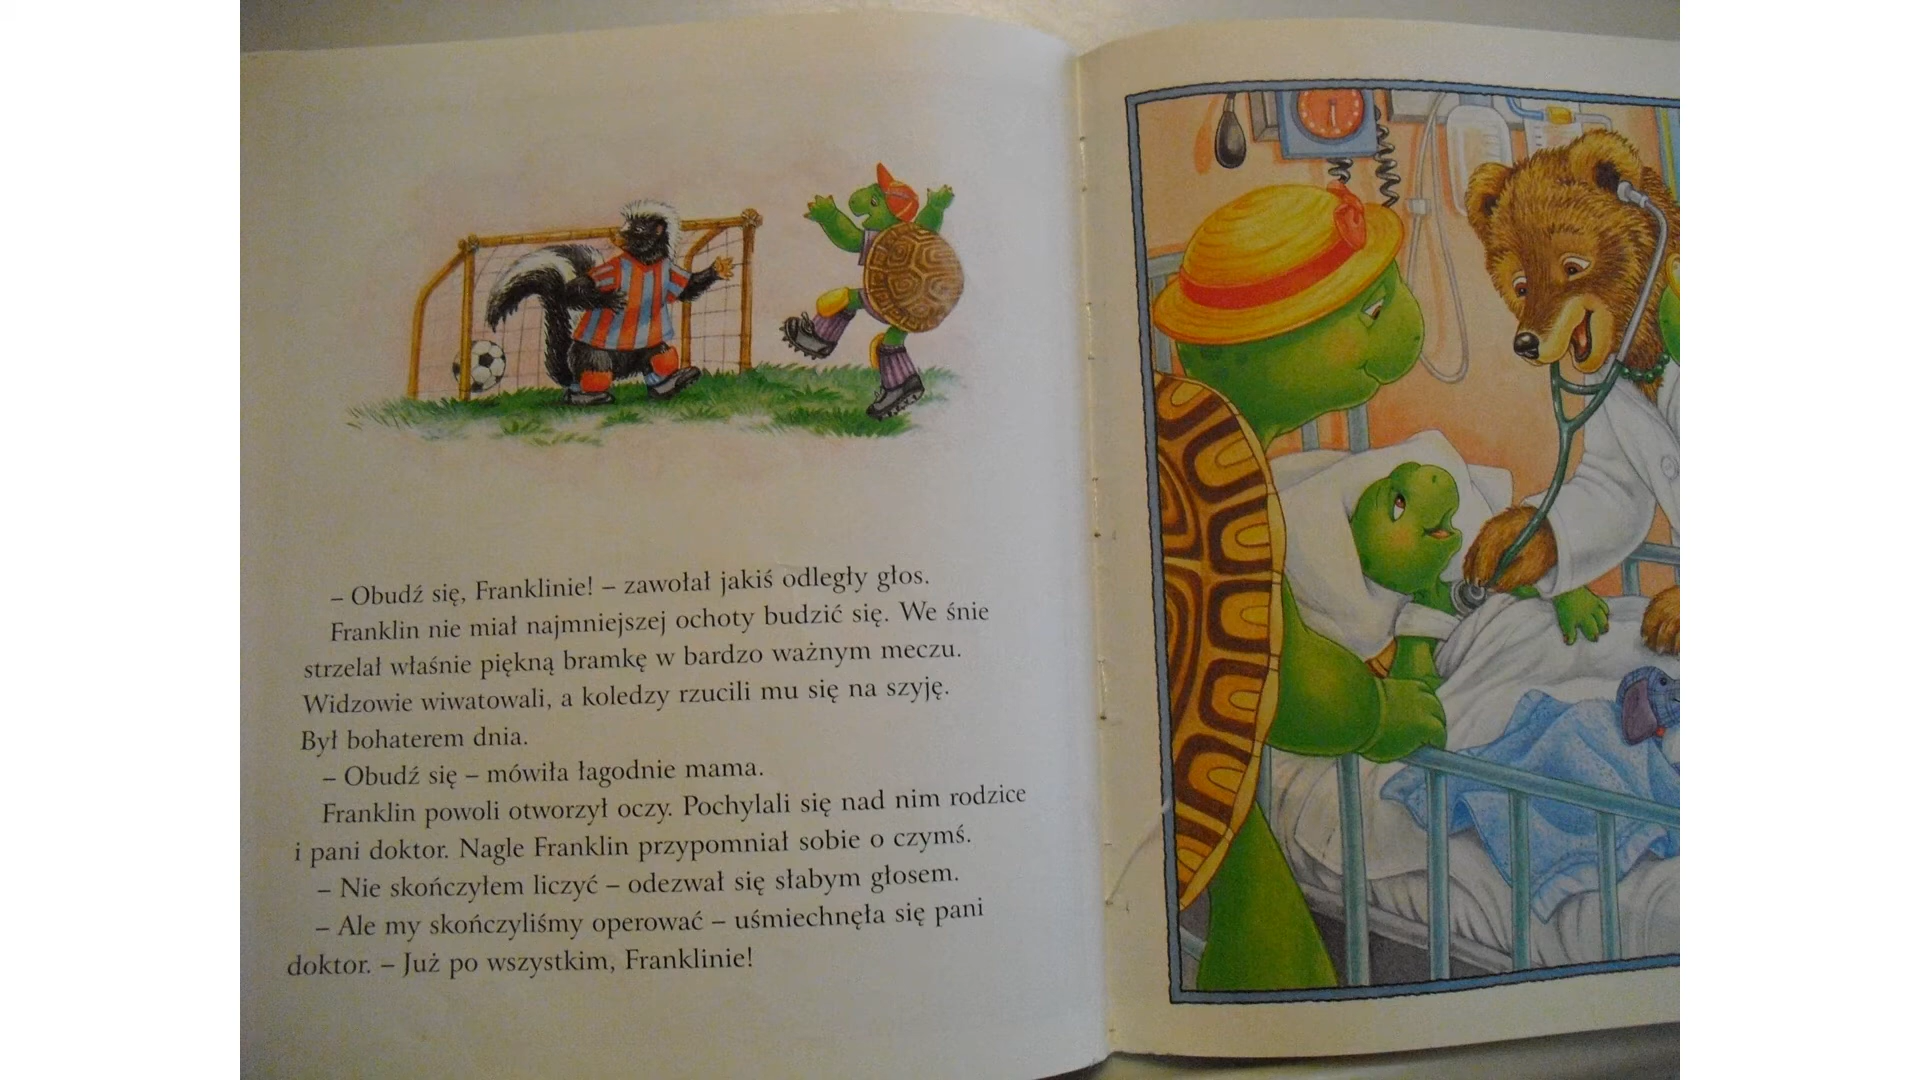 – Obudź się, Franklinie! – zawołał jakiś odległy głos.
Franklin nie miał najmniejszej ochoty budzić się. We śnie
strzelał właśnie piękną bramkę w bardzo ważnym meczu.
Widzowie wiwatowali, a koledzy rzucili mu się na szyję.
Był bohaterem dnia.
– Obudź się – mówiła łagodnie mama.
Franklin powoli otworzył oczy. Pochylali się nad nim rodzice
i pani doktor. Nagle Franklin przypomniał sobie o czymś.
– Nie skończyłem liczyć – odezwał się słabym głosem.
– Ale my skończyliśmy operować – uśmiechnęła się pani
doktor. – Już po wszystkim, Franklinie!